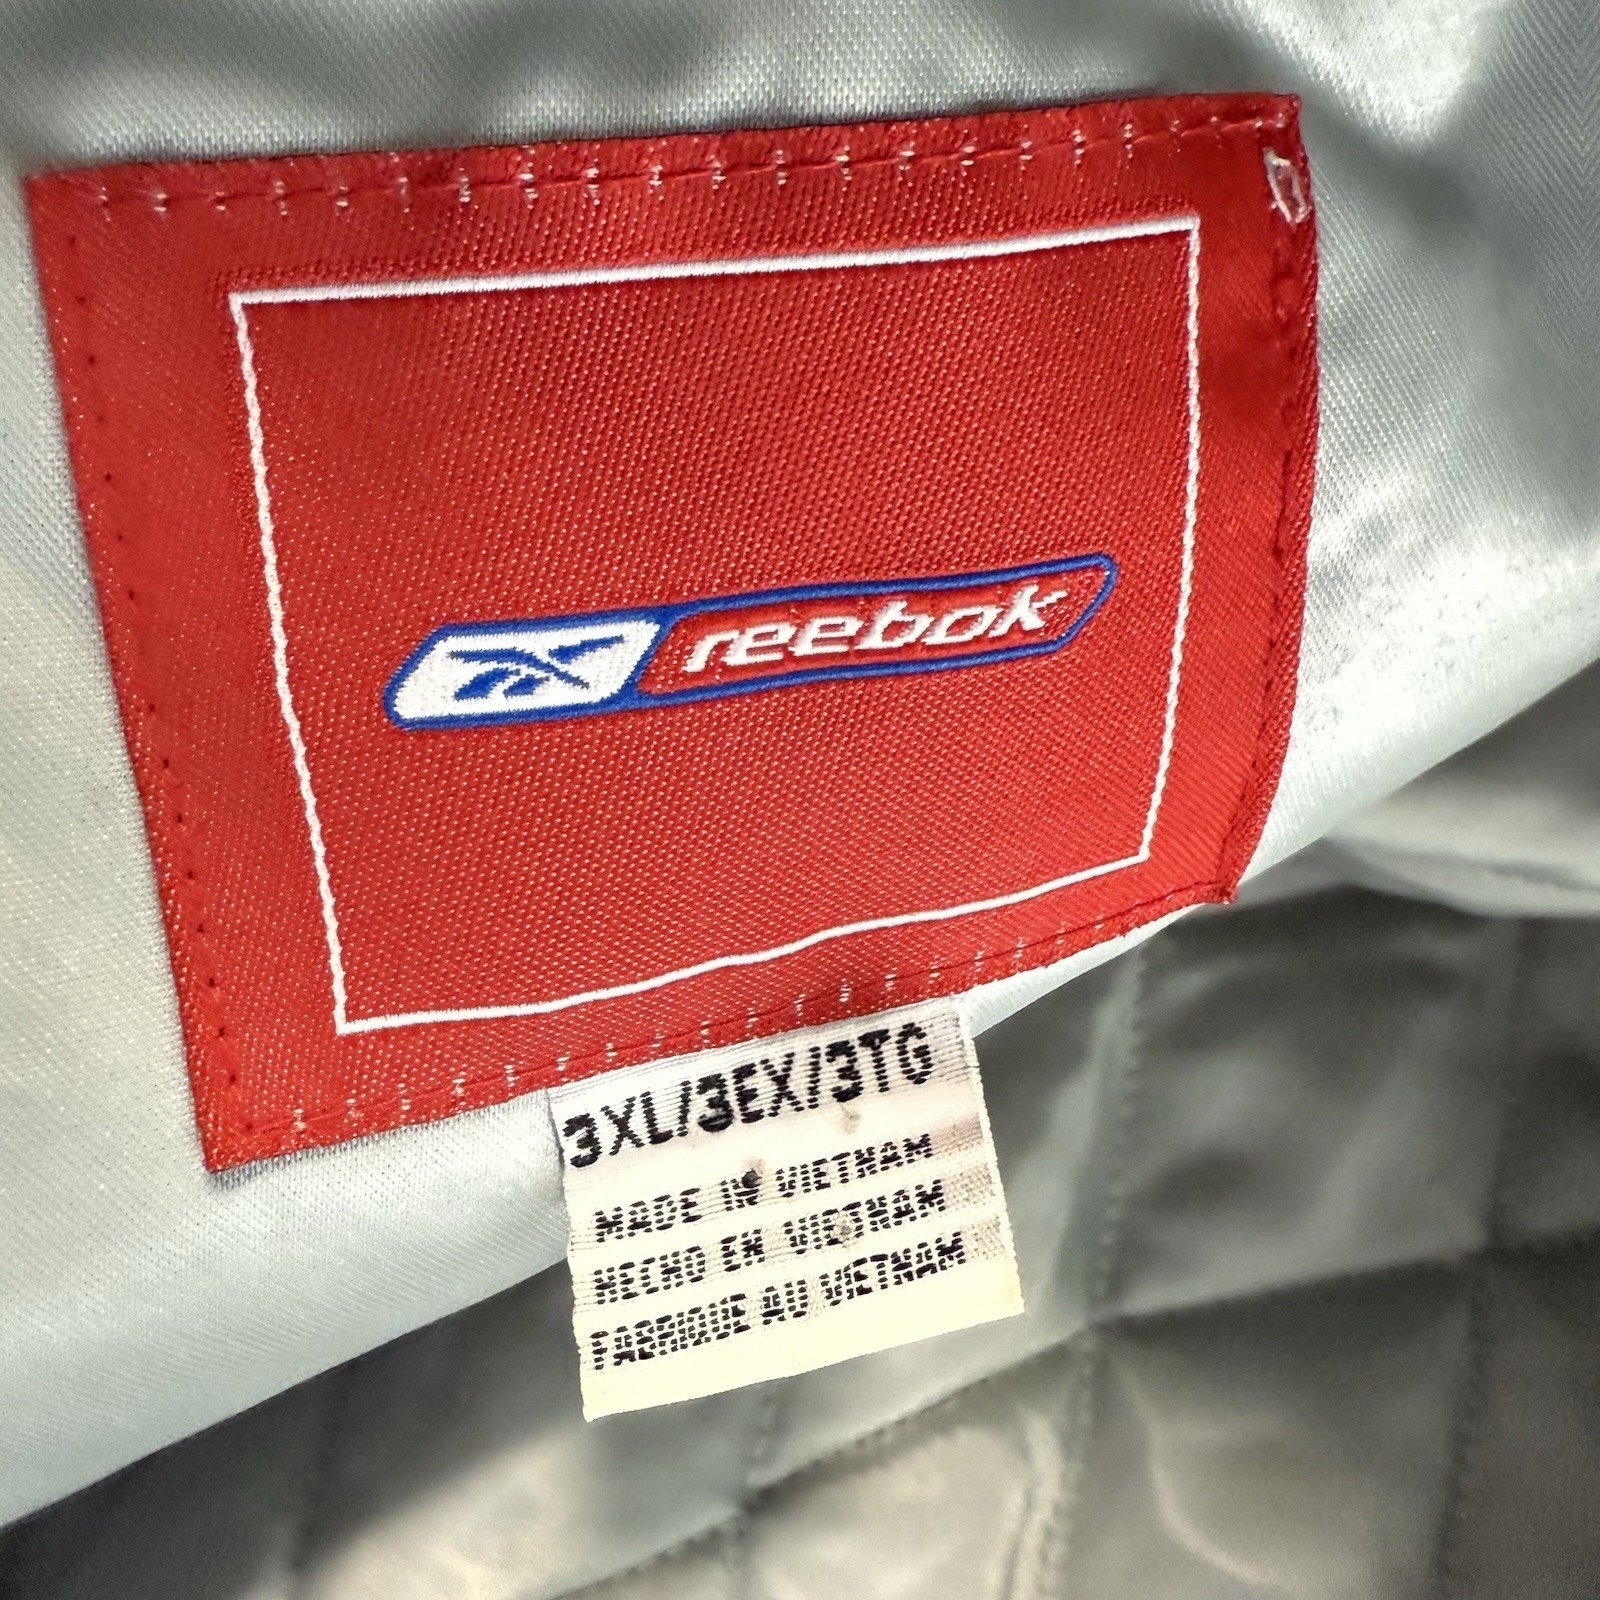 reebok
3XL/3EX/3TG
MADE IN VIETNAM
HECHO EN VIETNAM
FABRIQUE AU VIETNAM